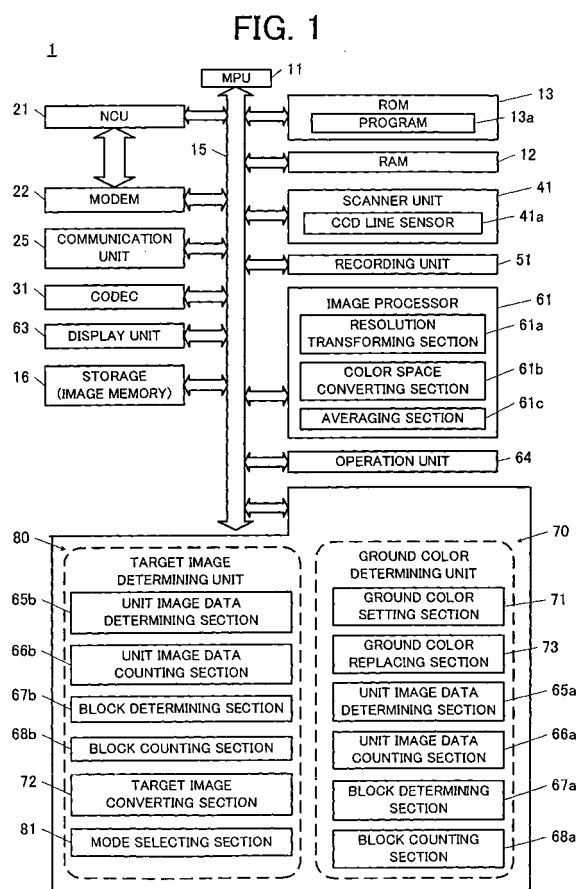 FIG. 1
1
MPU
11
21
NCU
15
22
MODEM
25
COMMUNICATION
UNIT
31
CODEC
63
DISPLAY UNIT
16
STORAGE
(IMAGE MEMORY)
ROM
13
PROGRAM
13a
RAM
12
SCANNER UNIT
41
CCD LINE SENSOR
41a
RECORDING UNIT
51
IMAGE PROCESSOR
61
RESOLUTION
TRANSFORMING SECTION
61a
COLOR SPACE
CONVERTING SECTION
61b
AVERAGING SECTION
61c
OPERATION UNIT
64
80
TARGET IMAGE
DETERMINING UNIT
65b
UNIT IMAGE DATA
DETERMINING SECTION
66b
UNIT IMAGE DATA
COUNTING SECTION
67b
BLOCK DETERMINING SECTION
68b
BLOCK COUNTING SECTION
72
TARGET IMAGE
CONVERTING SECTION
81
MODE SELECTING SECTION
70
GROUND COLOR
DETERMINING UNIT
GROUND COLOR
SETTING SECTION
71
GROUND COLOR
REPLACING SECTION
73
UNIT IMAGE DATA
DETERMINING SECTION
65a
UNIT IMAGE DATA
COUNTING SECTION
66a
BLOCK DETERMINING
SECTION
67a
BLOCK COUNTING
SECTION
68a